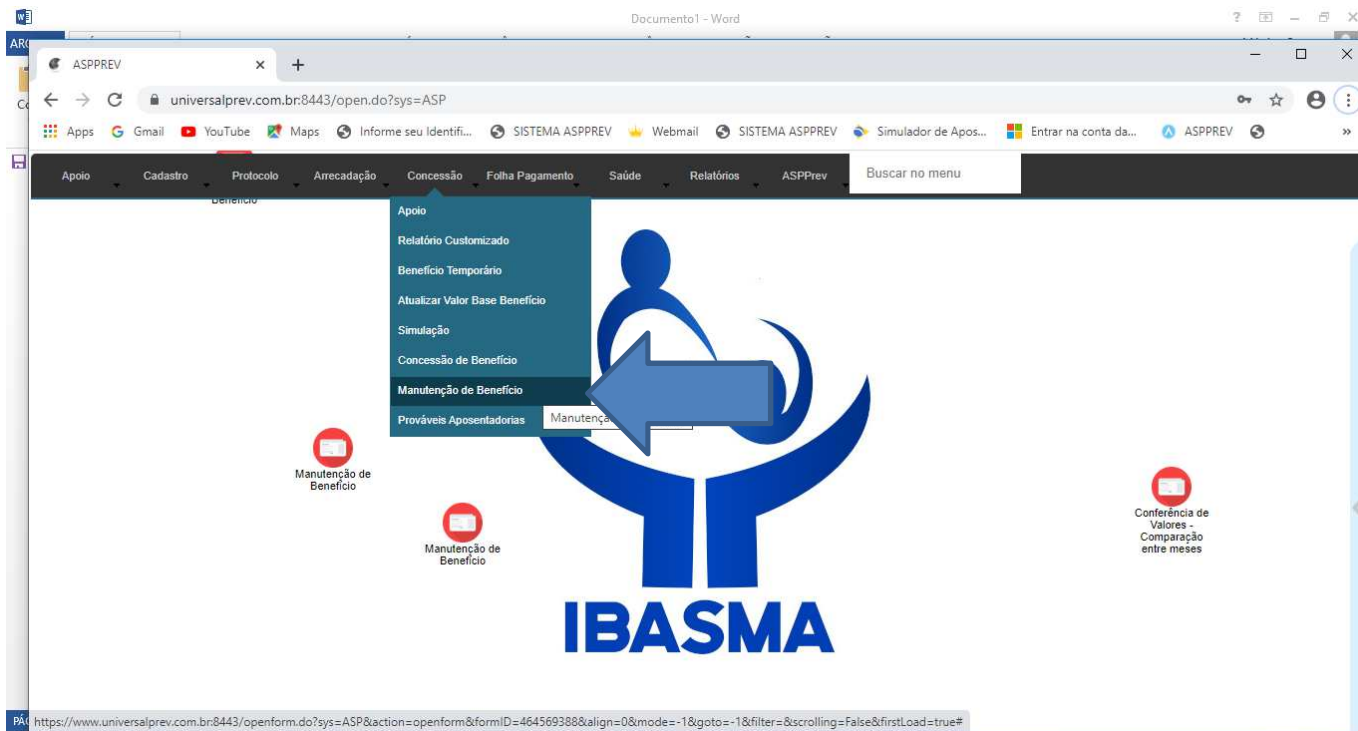 Documento1 - Word
ASPPREV
universalprev.com.br:8443/open.do?sys=ASP
Apps Gmail YouTube Maps Informe seu Identifi... SISTEMA ASPPREV Webmail SISTEMA ASPPREV Simulador de Apos... Entrar na conta da... ASPPREV »
Apoio Cadastro Protocolo Arrecadação Concessão Folha Pagamento Saúde Relatórios ASPPrev Buscar no menu
Benefício
Apoio
Relatório Customizado
Benefício Temporário
Atualizar Valor Base Benefício
Simulação
Concessão de Benefício
Manutenção de Benefício
Prováveis Aposentadorias
Manutenção de
Benefício
Manutenção de
Benefício
Conferência de
Valores -
Comparação
entre meses
IBASMA
https://www.universalprev.com.br:8443/openform.do?sys=ASP&action=openform&formID=464569388&align=0&mode=-1&goto=-1&filter=&scrolling=False&firstLoad=true#